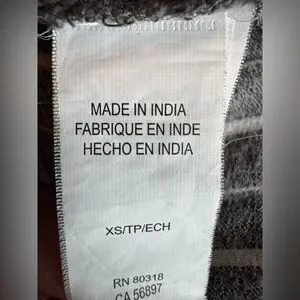 MADE IN INDIA
FABRIQUE EN INDE
HECHO EN INDIA
XS/TP/ECH
RN 80318
CA 56897